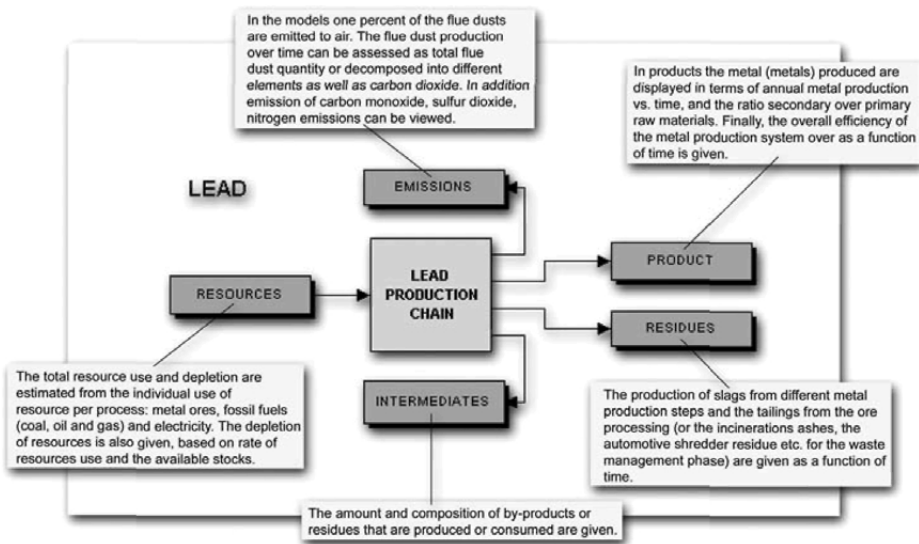 In the models one percent of the flue dusts
are emitted to air. The flue dust production
over time can be assessed as total flue
dust quantity or decomposed into different
elements as well as carbon dioxide. In addition
emission of carbon monoxide, sulfur dioxide,
nitrogen emissions can be viewed.
In products the metal (metals) produced are
displayed in terms of annual metal production
vs. time, and the ratio secondary over primary
raw materials. Finally, the overall efficiency of
the metal production system over as a function
of time is given.
LEAD
EMISSIONS
LEAD
PRODUCTION
CHAIN
PRODUCT
RESOURCES
RESIDUES
INTERMEDIATES
The total resource use and depletion are
estimated from the individual use of
resource per process: metal ores, fossil fuels
(coal, oil and gas) and electricity. The depletion
of resources is also given, based on rate of
resources use and the available stocks.
The production of slags from different metal
production steps and the tailings from the ore
processing (or the incinerations ashes, the
automotive shredder residue etc. for the waste
management phase) are given as a function of
time.
The amount and composition of by-products or
residues that are produced or consumed are given.